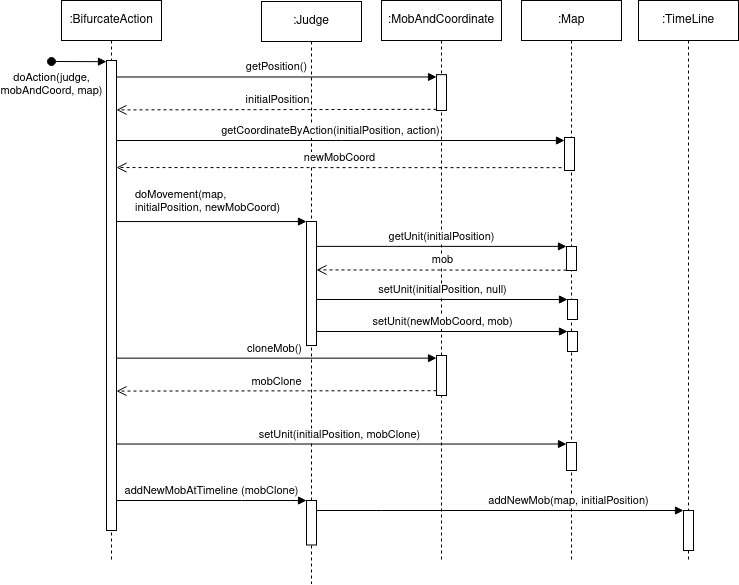 :BifurcateAction
:Judge
:MobAndCoordinate
:Map
:TimeLine
doAction(judge,
mobAndCoord, map)
getPosition()
initialPosition
getCoordinateByAction(initialPosition, action)
newMobCoord
doMovement(map,
initialPosition, newMobCoord)
getUnit(initialPosition)
mob
setUnit(initialPosition, null)
setUnit(newMobCoord, mob)
cloneMob()
mobClone
setUnit(initialPosition, mobClone)
addNewMobAtTimeline (mobClone)
addNewMob(map, initialPosition)